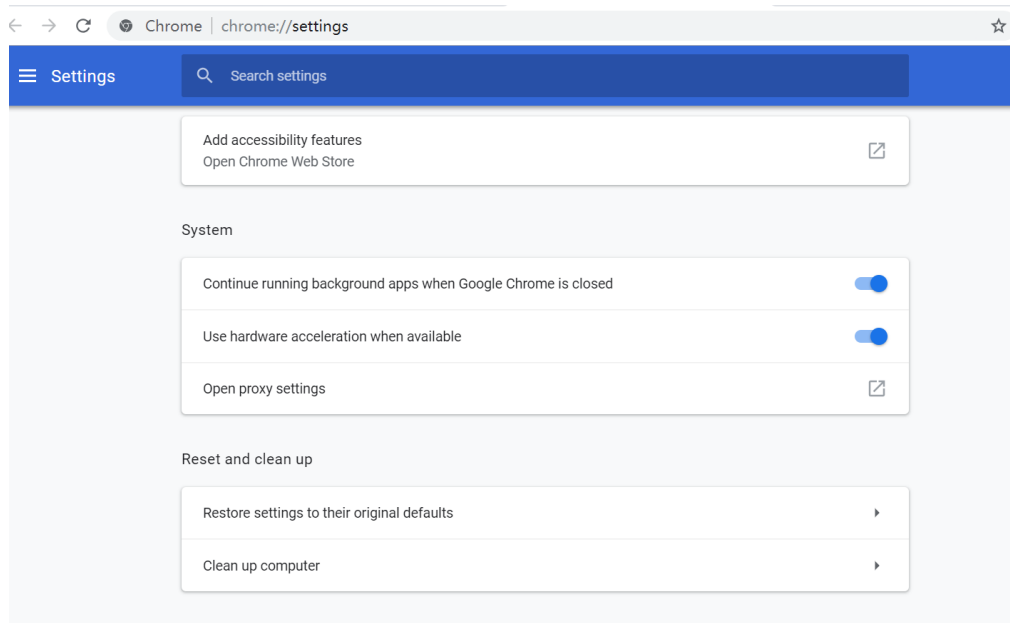 Chrome | chrome://settings
Settings
Search settings
Add accessibility features
Open Chrome Web Store
System
Continue running background apps when Google Chrome is closed
Use hardware acceleration when available
Open proxy settings
Reset and clean up
Restore settings to their original defaults
Clean up computer